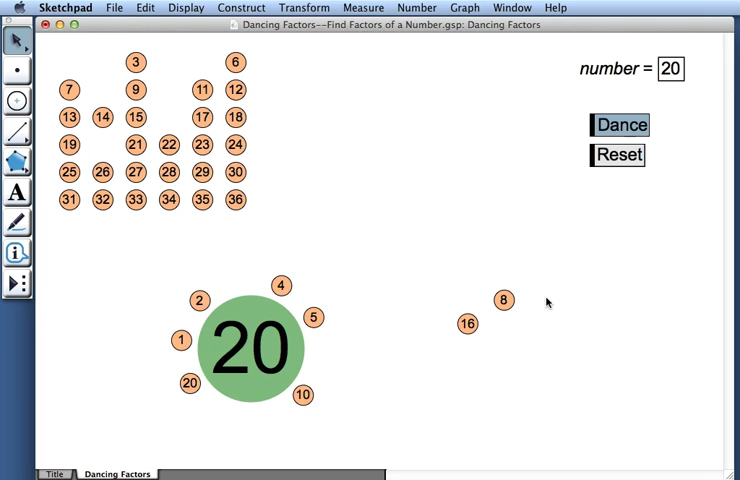 Sketchpad File Edit Display Construct Transform Measure Number Graph Window Help
Dancing Factors--Find Factors of a Number.gsp: Dancing Factors
number = 20
Dance
Reset
3 6
7 9 11 12
13 14 15 17 18
19 21 22 23 24
25 26 27 28 29 30
31 32 33 34 35 36
A
4
2
8
5
16
1
20
20
10
Title Dancing Factors